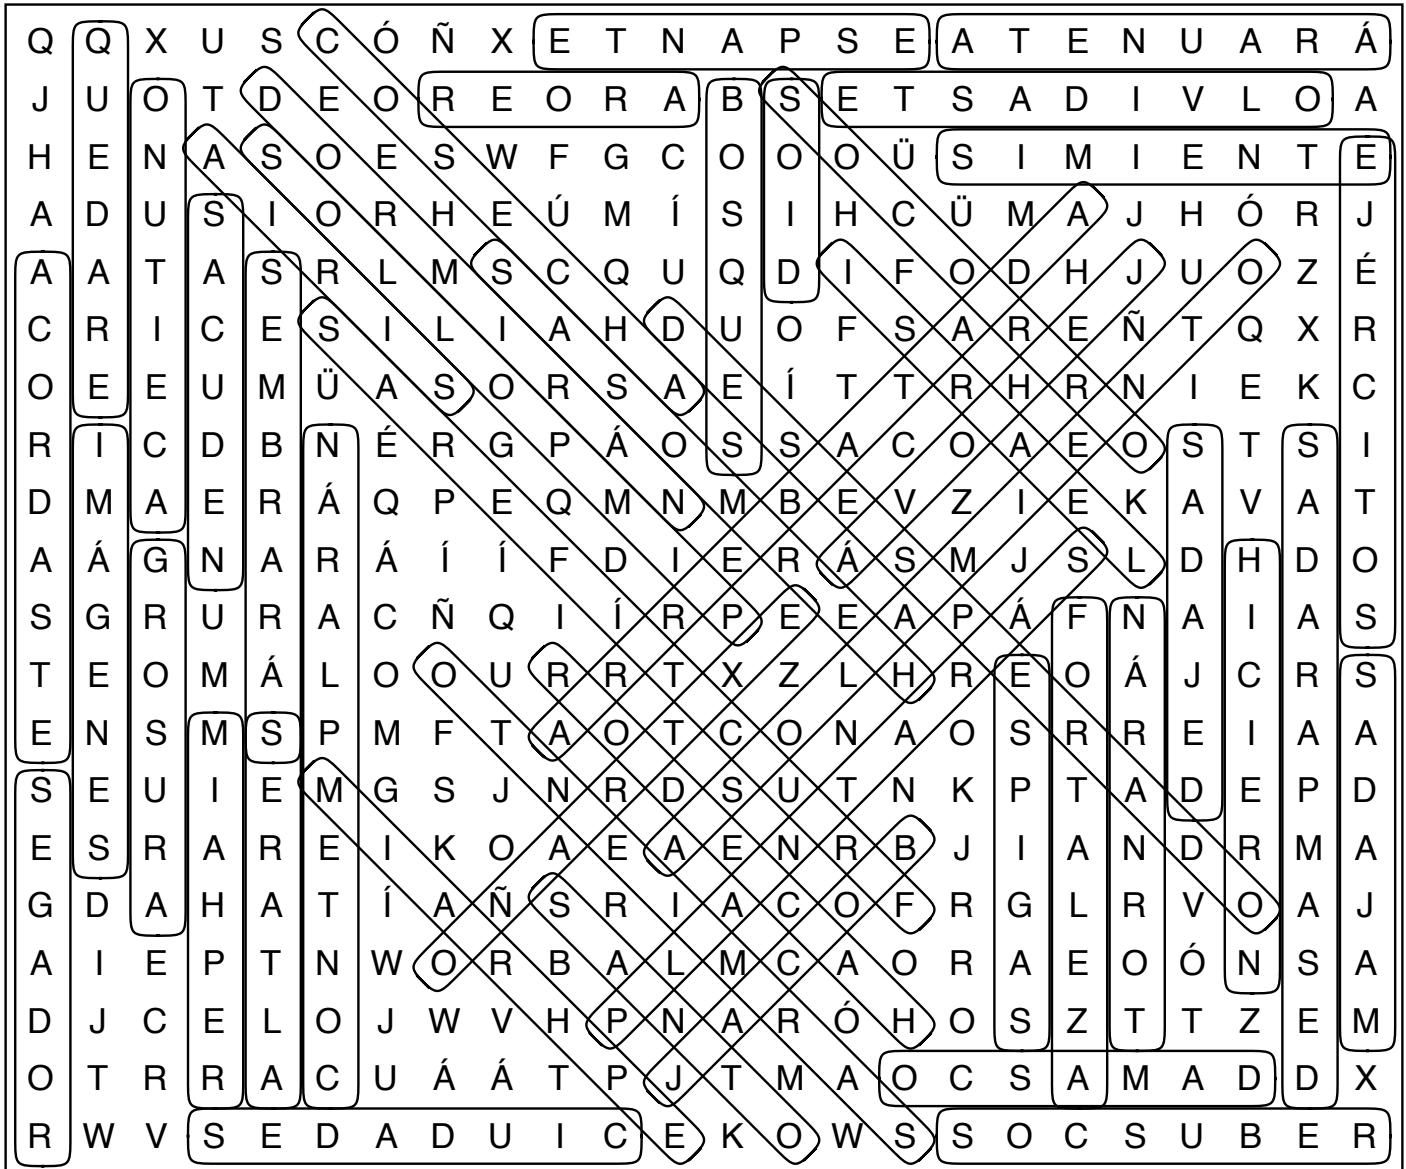 Q Q X U S C Ó Ñ X E T N A P S E A T E N U A R Á
J U O T D E O R E O R A B S E T S A D I V L O A
H E N A S O E S W F G C O O O Ü S I M I E N T E
A D U S I O R H E Ú M Í S I H C Ü M A J H Ó R J
A A T A S R L M S C Q U Q D I F O D H J U O Z É
C R I C E S I L I A H D U O F S A R E Ñ T Q X R
O E E U M Ü A S O R S A E Í T T R H R N I E K C
R I C D B N É R G P Á O S S A C O A E O S T S I
D M A E R Á Q P E Q M N M B E V Z I E K A V A T
A Á G N A R Á Í Í F D I E R Á S M J S L D H D O
S G R U R A C Ñ Q I Í R P E E A P Á F N A I A S
T E O M Á L O O U R R T X Z L H R E O Á J C R S
E N S M S P M F T A O T C O N A O S R R E I A A
S E U I E M G S J N R D S U T N K P T A D E P D
E S R A R E I K O A E A E N R B J I A N D R M A
G D A H A T Í A Ñ S R I A C O F R G L R V O A J
A I E P T N W O R B A L M C A O R A E O Ó N S A
D J C E L O J W V H P N A R Ó H O S Z T T Z E M
O T R R A C U Á Á T P J T M A O C S A M A D D X
R W V S E D A D U I C E K O W S S O C S U B E R